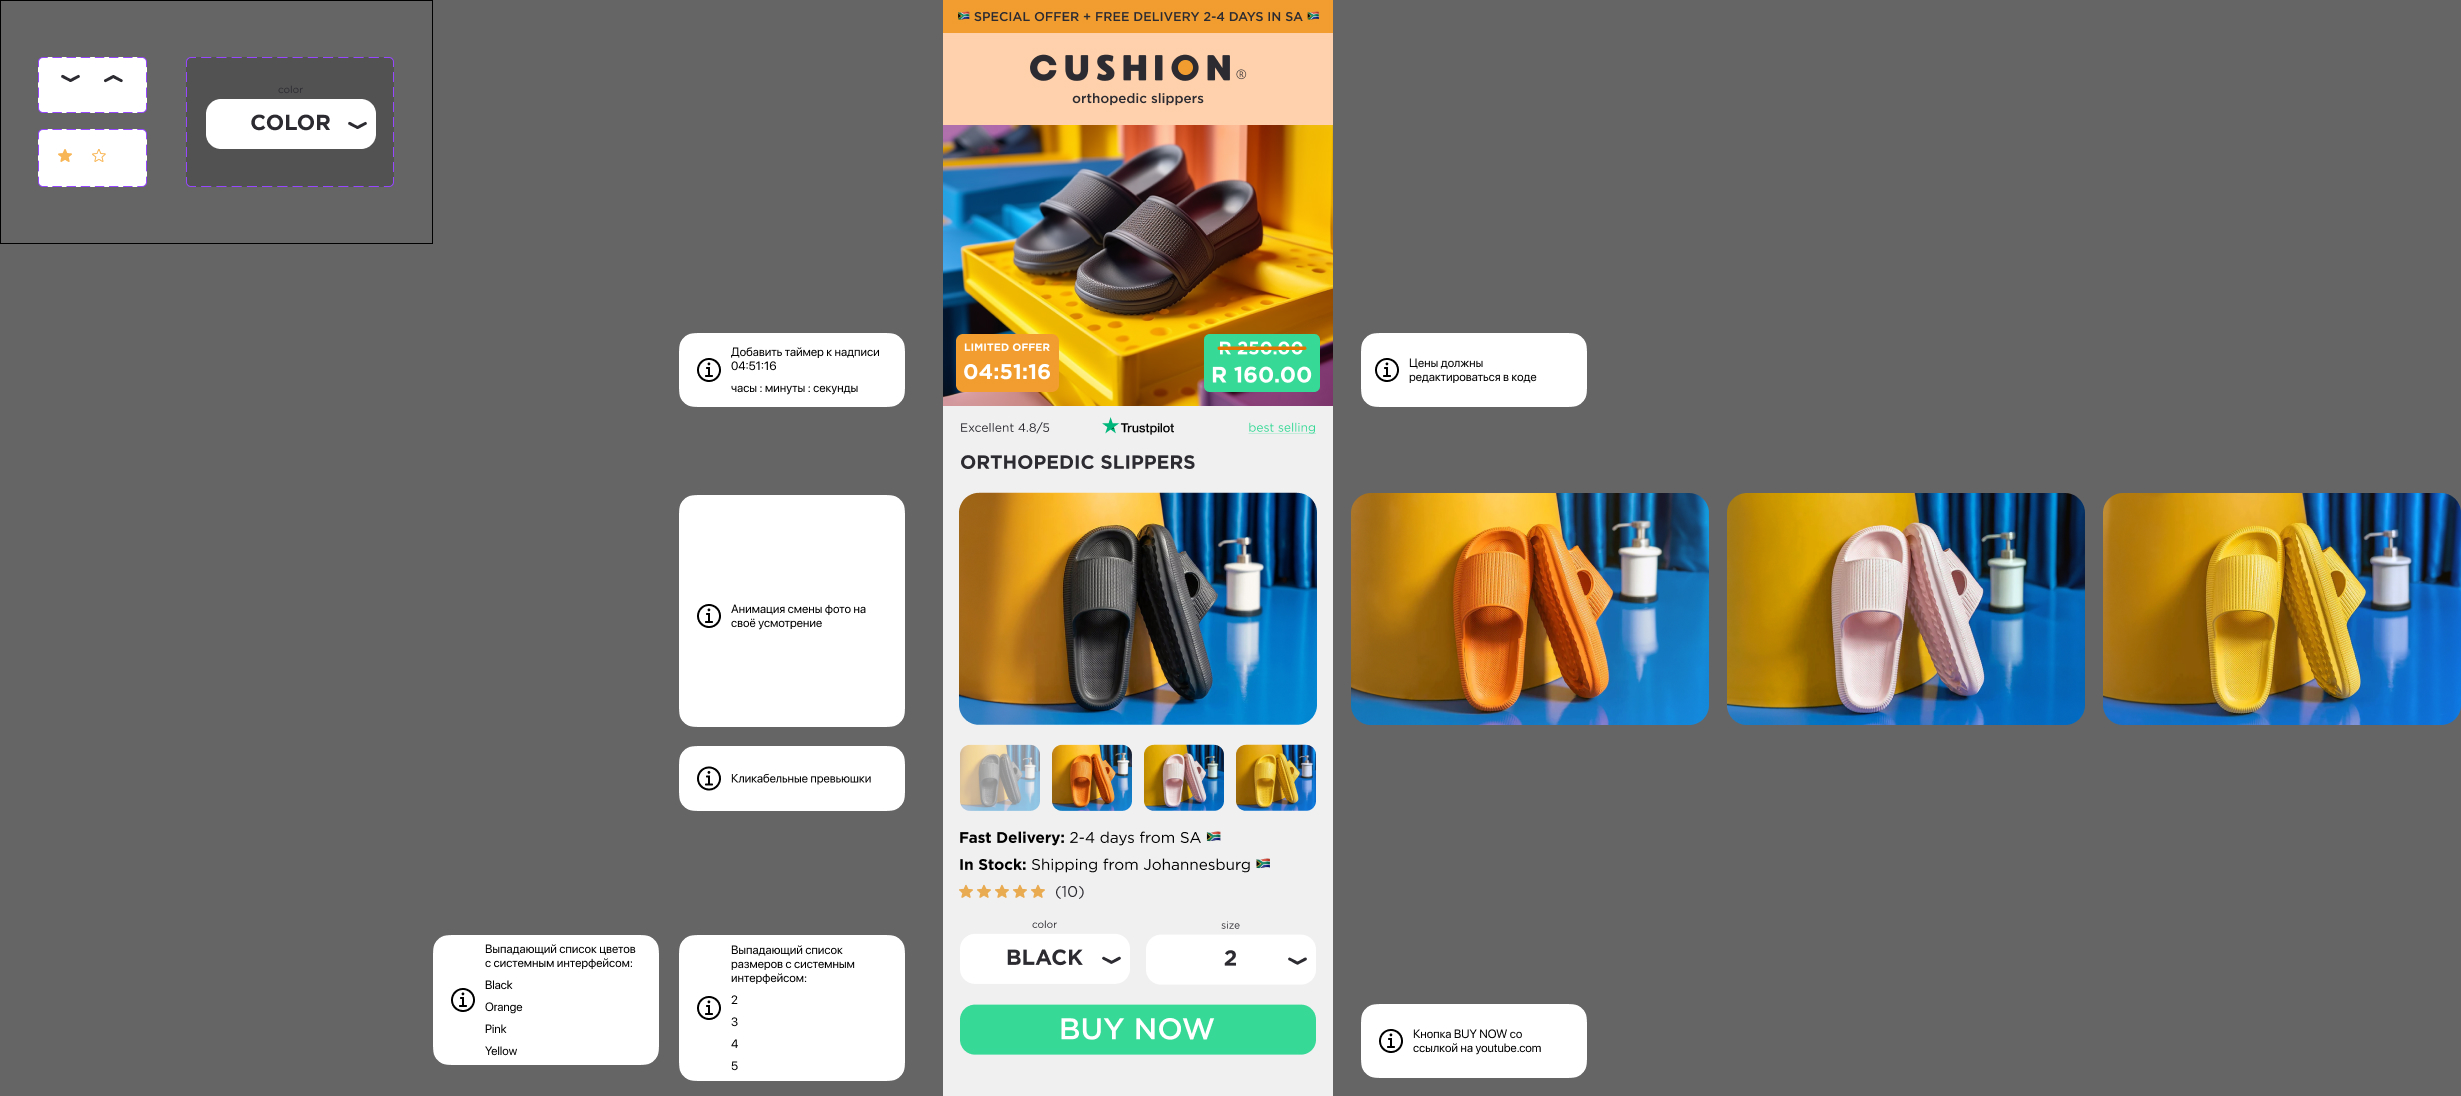 color
COLOR
SPECIAL OFFER + FREE DELIVERY 2-4 DAYS IN SA
CUSHION®
orthopedic slippers
LIMITED OFFER
04:51:16
R 250.00
R 160.00
Добавить таймер к надписи
04:51:16
часы : минуты : секунды
Цены должны
редактироваться в коде
Excellent 4.8/5
Trustpilot
best selling
ORTHOPEDIC SLIPPERS
Анимация смены фото на
своё усмотрение
Кликабельные превьюшки
Fast Delivery: 2-4 days from SA
In Stock: Shipping from Johannesburg
(10)
color
BLACK
size
2
BUY NOW
Выпадающий список цветов
с системным интерфейсом:
Black
Orange
Pink
Yellow
Выпадающий список
размеров с системным
интерфейсом:
2
3
4
5
Кнопка BUY NOW со
ссылкой на youtube.com